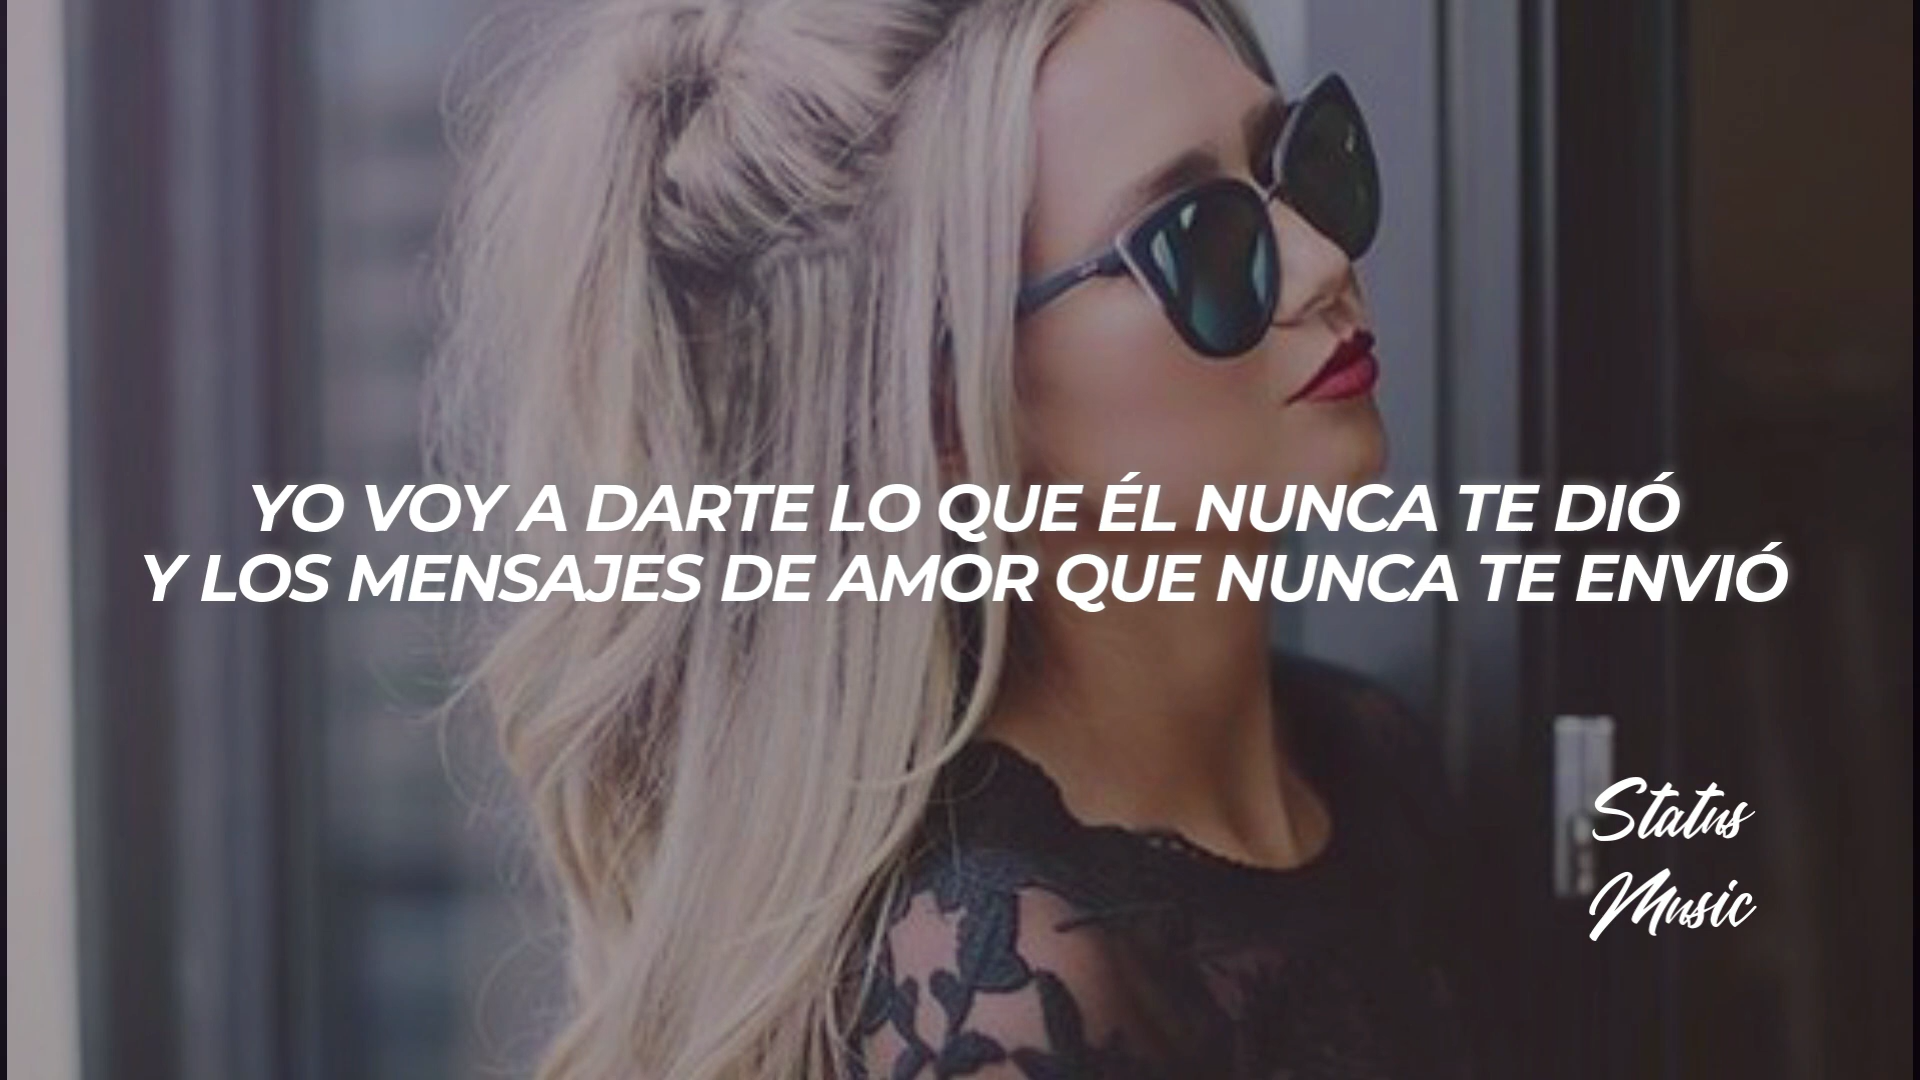 YO VOY A DARTE LO QUE ÉL NUNCA TE DIÓ
Y LOS MENSAJES DE AMOR QUE NUNCA TE ENVIÓ
Status
Music